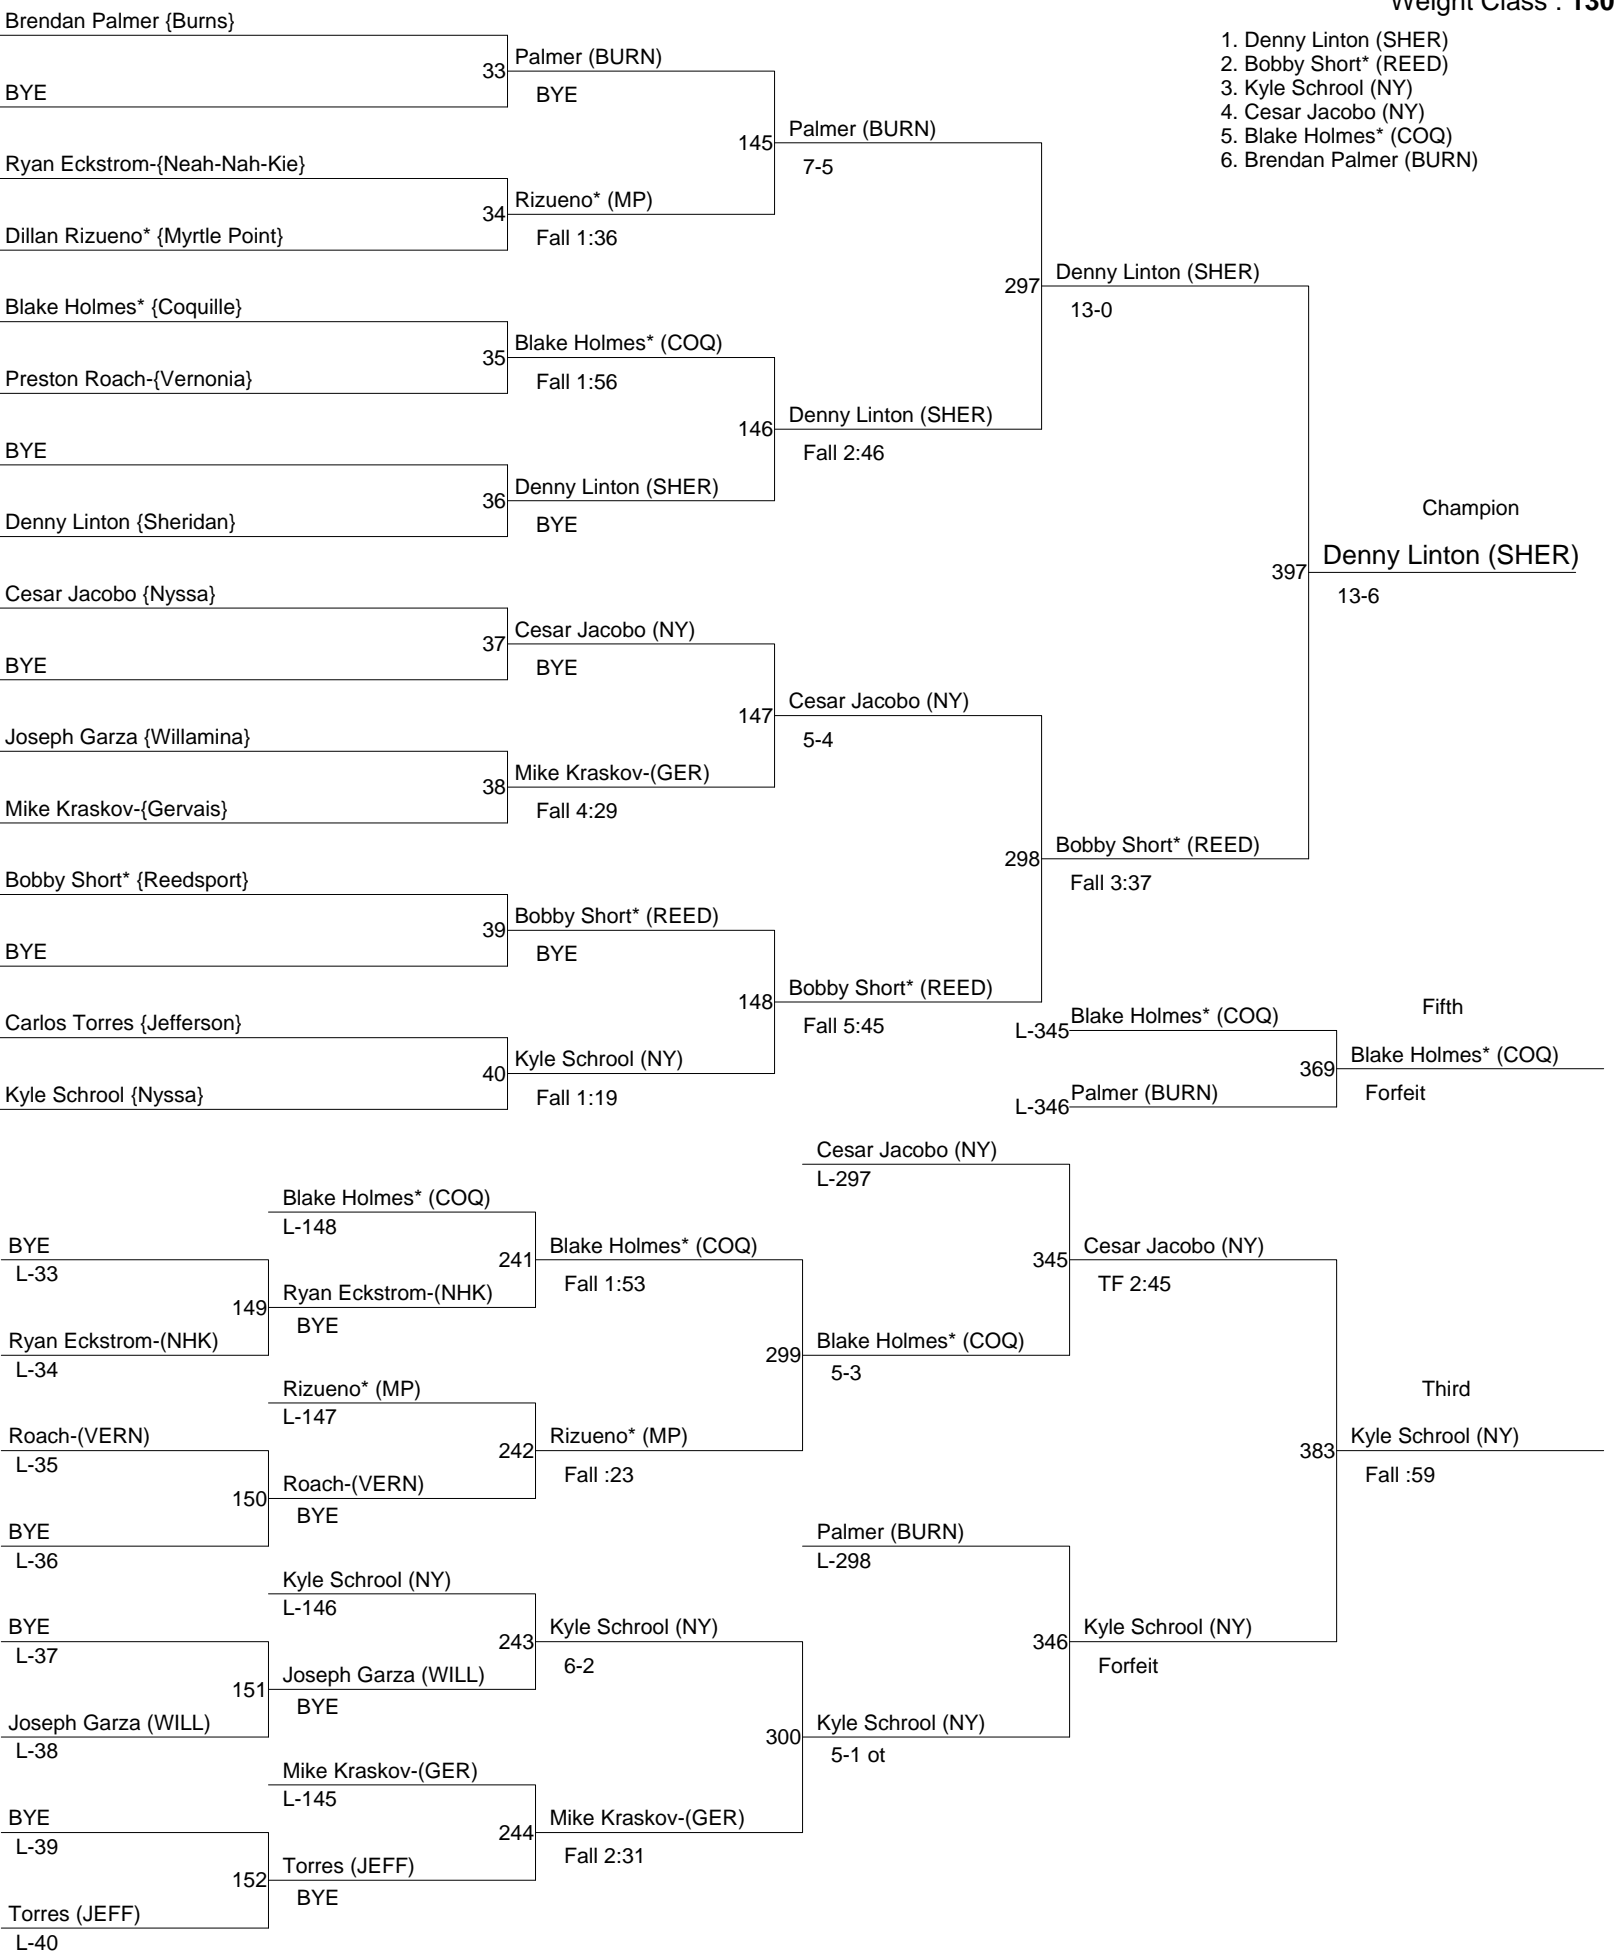 Weight Class : 130
1. Denny Linton (SHER)
2. Bobby Short* (REED)
3. Kyle Schrool (NY)
4. Cesar Jacobo (NY)
5. Blake Holmes* (COQ)
6. Brendan Palmer (BURN)
Brendan Palmer {Burns}
33
Palmer (BURN)
BYE
BYE
145
Palmer (BURN)
7-5
Ryan Eckstrom-{Neah-Nah-Kie}
34
Rizueno* (MP)
Fall 1:36
Dillan Rizueno* {Myrtle Point}
297
Denny Linton (SHER)
13-0
Blake Holmes* {Coquille}
35
Blake Holmes* (COQ)
Fall 1:56
Preston Roach-{Vernonia}
146
Denny Linton (SHER)
Fall 2:46
BYE
36
Denny Linton (SHER)
BYE
Denny Linton {Sheridan}
Champion
397
Denny Linton (SHER)
13-6
Cesar Jacobo {Nyssa}
37
Cesar Jacobo (NY)
BYE
BYE
147
Cesar Jacobo (NY)
5-4
Joseph Garza {Willamina}
38
Mike Kraskov-(GER)
Fall 4:29
Mike Kraskov-{Gervais}
298
Bobby Short* (REED)
Fall 3:37
Bobby Short* {Reedsport}
39
Bobby Short* (REED)
BYE
BYE
148
Bobby Short* (REED)
Fall 5:45
Carlos Torres {Jefferson}
40
Kyle Schrool (NY)
Fall 1:19
Kyle Schrool {Nyssa}
L-345
Blake Holmes* (COQ)
Fifth
369
Blake Holmes* (COQ)
Forfeit
L-346
Palmer (BURN)
Cesar Jacobo (NY)
L-297
Blake Holmes* (COQ)
L-148
BYE
L-33
241
Blake Holmes* (COQ)
Fall 1:53
345
Cesar Jacobo (NY)
TF 2:45
149
Ryan Eckstrom-(NHK)
BYE
Ryan Eckstrom-(NHK)
L-34
299
Blake Holmes* (COQ)
5-3
Rizueno* (MP)
L-147
Third
Roach-(VERN)
L-35
242
Rizueno* (MP)
Fall :23
383
Kyle Schrool (NY)
Fall :59
150
Roach-(VERN)
BYE
BYE
L-36
Palmer (BURN)
L-298
Kyle Schrool (NY)
L-146
BYE
L-37
243
Kyle Schrool (NY)
6-2
346
Kyle Schrool (NY)
Forfeit
151
Joseph Garza (WILL)
BYE
Joseph Garza (WILL)
L-38
300
Kyle Schrool (NY)
5-1 ot
Mike Kraskov-(GER)
L-145
BYE
L-39
244
Mike Kraskov-(GER)
Fall 2:31
152
Torres (JEFF)
BYE
Torres (JEFF)
L-40